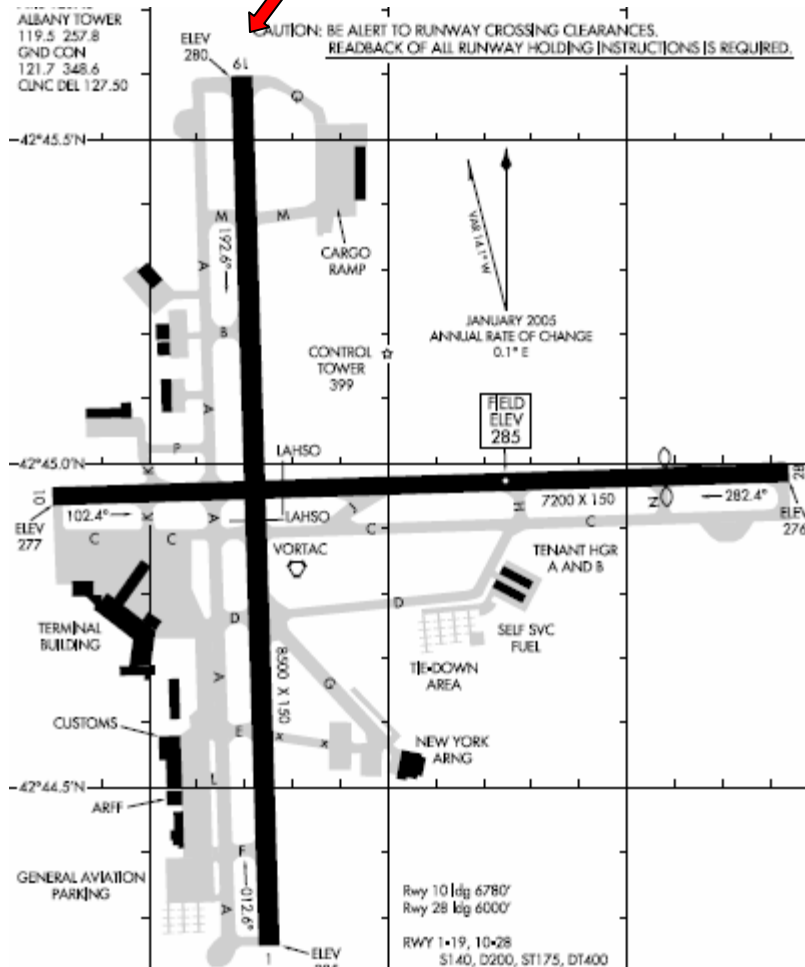 ALBANY TOWER
119.5 257.8
GND CON
121.7 348.6
CLNC DEL 127.50
CAUTION: BE ALERT TO RUNWAY CROSSING CLEARANCES.
READBACK OF ALL RUNWAY HOLDING INSTRUCTIONS IS REQUIRED.
ELEV
280
19
Q
42°45.5'N
M
M
192.6°
A
CARGO
RAMP
VAR 14.1° W
JANUARY 2005
ANNUAL RATE OF CHANGE
0.1° E
B
CONTROL
TOWER
399
A
FIELD
ELEV
285
P
LAHSO
42°45.0'N
K
10
28
7200 X 150
N
282.4°
ELEV
277
102.4°
K
A
LAHSO
J
H
ELEV
276
C
C
C
C
VORTAC
TENANT HGR
A AND B
TERMINAL
BUILDING
D
D
SELF SVC
FUEL
TIE-DOWN
AREA
A
8500 X 150
G
CUSTOMS
E
x
x
NEW YORK
ARNG
L
42°44.5'N
ARFF
F
GENERAL AVIATION
PARKING
012.6°
A
Rwy 10 ldg 6780'
Rwy 28 ldg 6000'
RWY 1-19, 10-28
S140, D200, ST175, DT400
ELEV
1